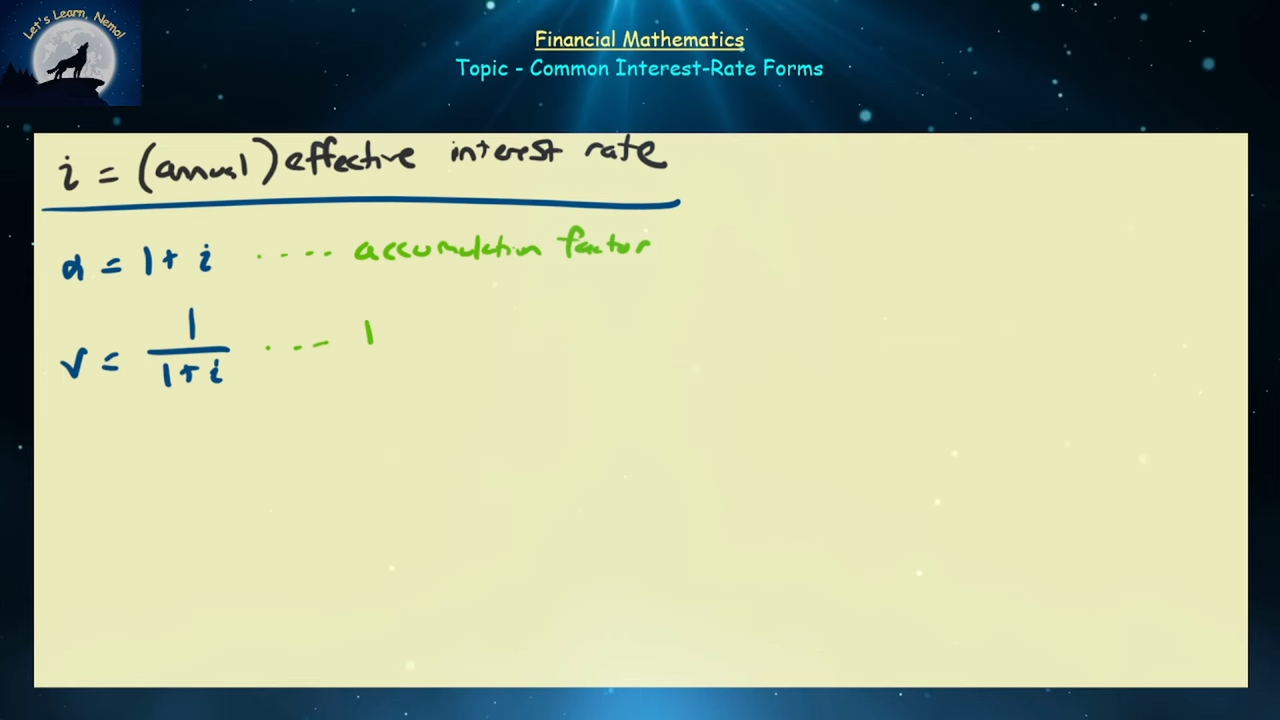 Let's Learn, Nemo!
Financial Mathematics
Topic - Common Interest-Rate Forms
i = (annual) effective interest rate
a = 1 + i .... accumulation factor
v = 1/(1 + i) .... 1